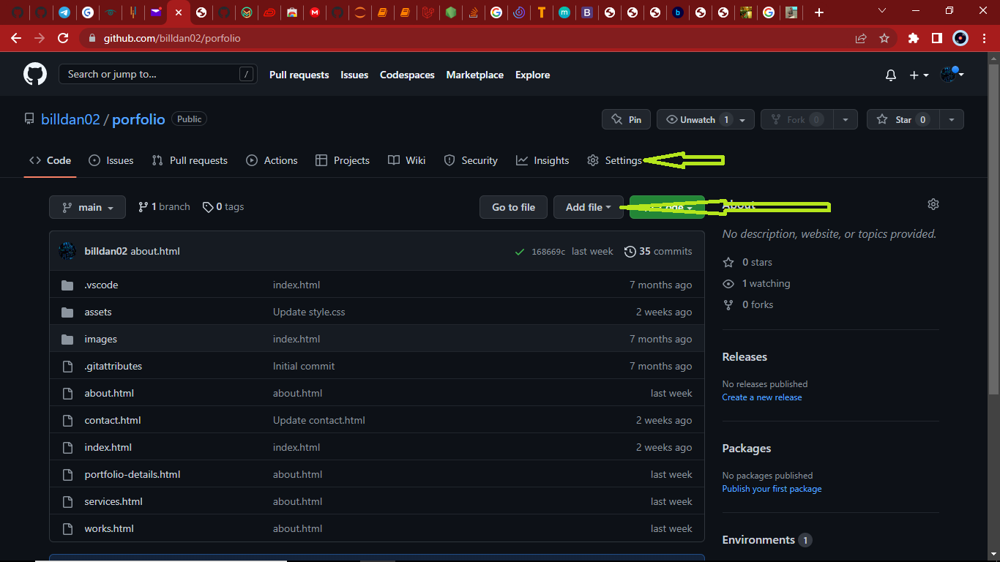 github.com/billdan02/porfolio
Search or jump to... /
Pull requests Issues Codespaces Marketplace Explore
billdan02 / porfolio Public
Pin Unwatch 1 Fork 0 Star 0
Code Issues Pull requests Actions Projects Wiki Security Insights Settings
main 1 branch 0 tags Go to file Add file Code
About
No description, website, or topics provided.
billdan02 about.html 168669c last week 35 commits
0 stars
1 watching
0 forks
.vscode index.html 7 months ago
assets Update style.css 2 weeks ago
images index.html 7 months ago
.gitattributes Initial commit 7 months ago
about.html about.html last week
contact.html Update contact.html 2 weeks ago
index.html index.html 2 weeks ago
portfolio-details.html about.html last week
services.html about.html last week
works.html about.html last week
Releases
No releases published
Create a new release
Packages
No packages published
Publish your first package
Environments 1